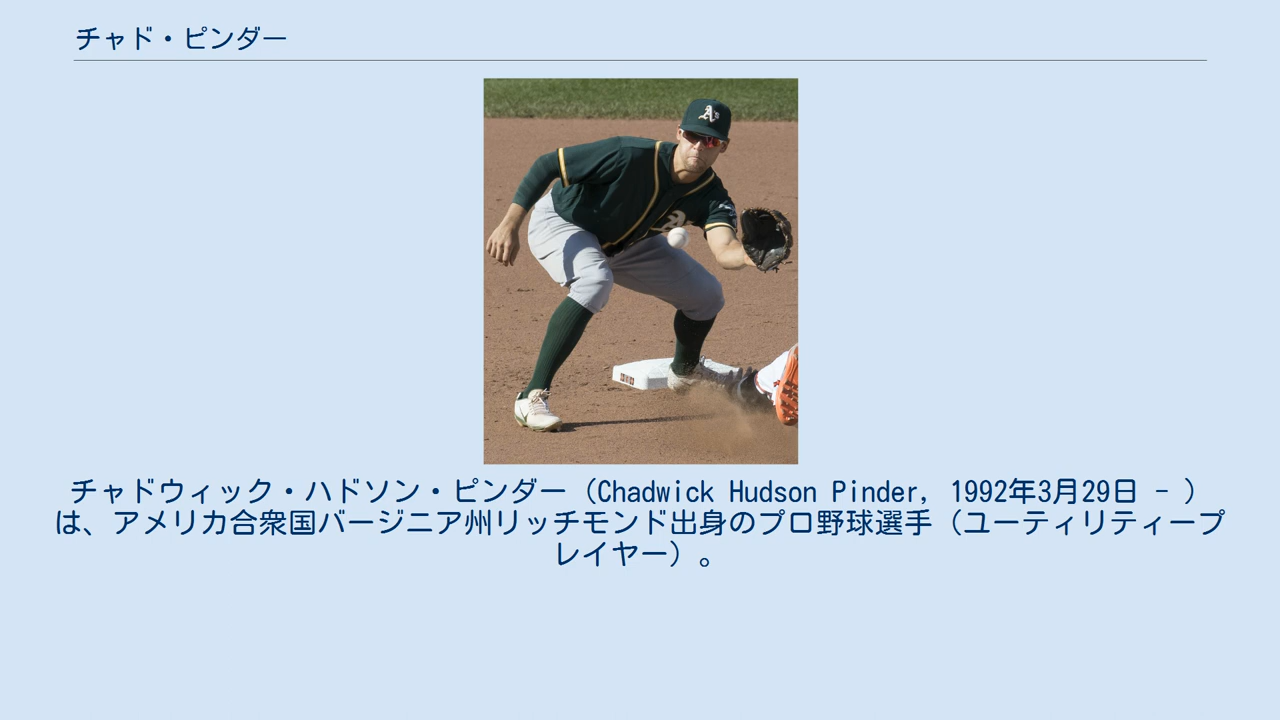 チャド・ピンダー
A's
チャドウィック・ハドソン・ピンダー（Chadwick Hudson Pinder, 1992年3月29日 - ）
は、アメリカ合衆国バージニア州リッチモンド出身のプロ野球選手（ユーティリティープ
レイヤー）。